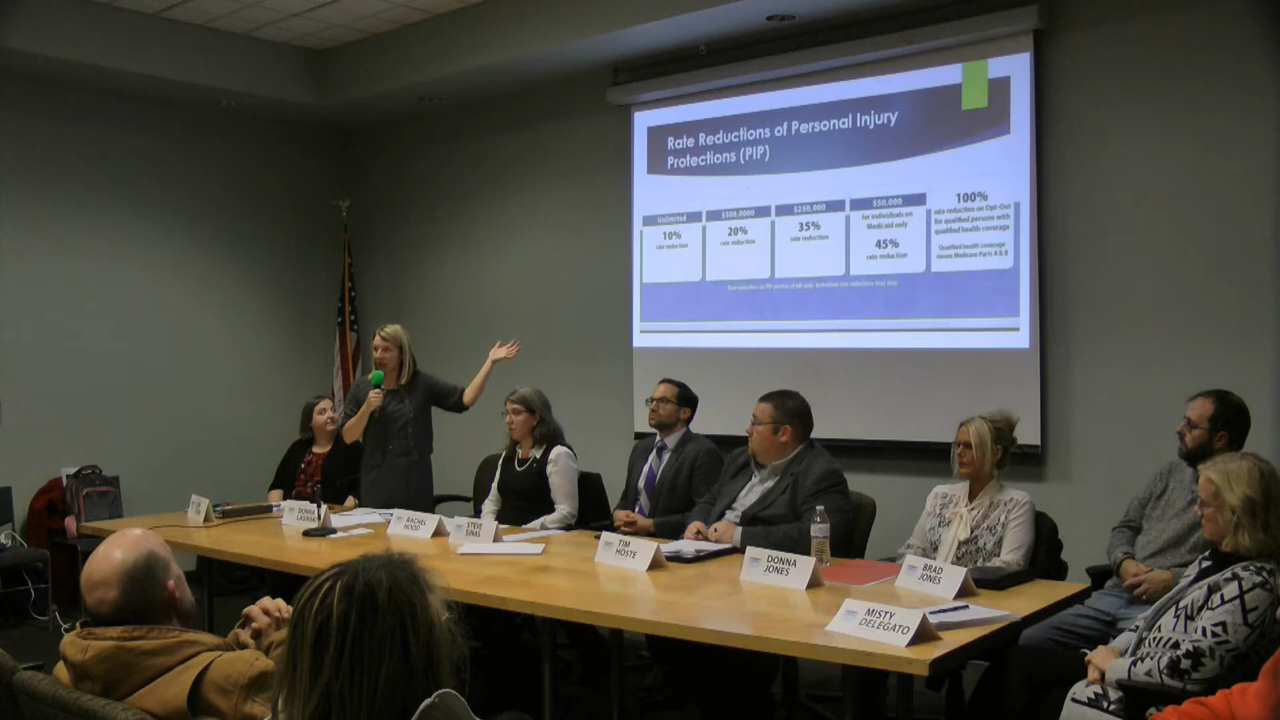 Rate Reductions of Personal Injury
Protections (PIP)
Unlimited
10%
rate reduction
$500,0000
20%
rate reduction
$250,000
35%
rate reduction
$50,000
for individuals on
Medicaid only
45%
rate reduction
100%
rate reduction on Opt-Out
for qualified persons with
qualified health coverage
Qualified health coverage
means Medicare Parts A & B
DONNA
RACHEL
HOOD
STEVE
SINAS
TIM
HOSTE
DONNA
JONES
BRAD
JONES
MISTY
DELEGATO